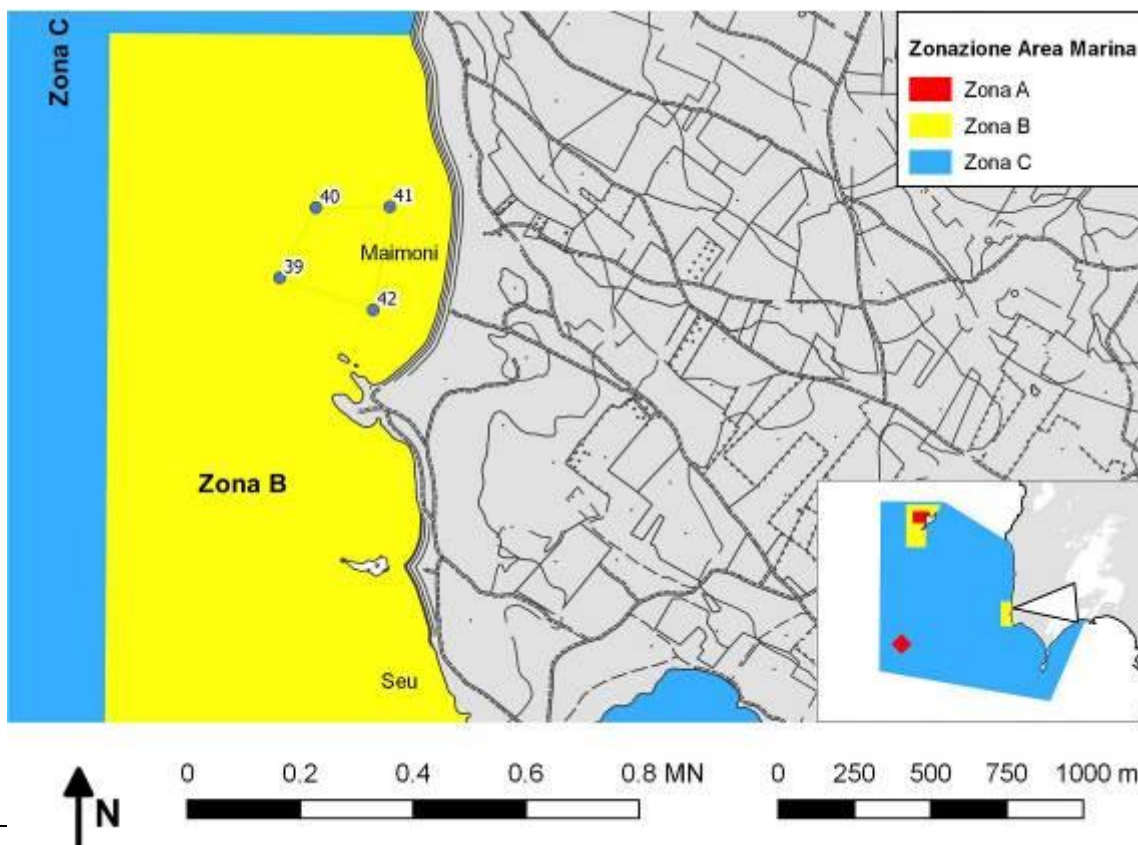 Zona C
Zonazione Area Marina
Zona A
Zona B
Zona C
40
41
Maimoni
39
42
Zona B
Seu
N
0 0.2 0.4 0.6 0.8 MN
0 250 500 750 1000 m